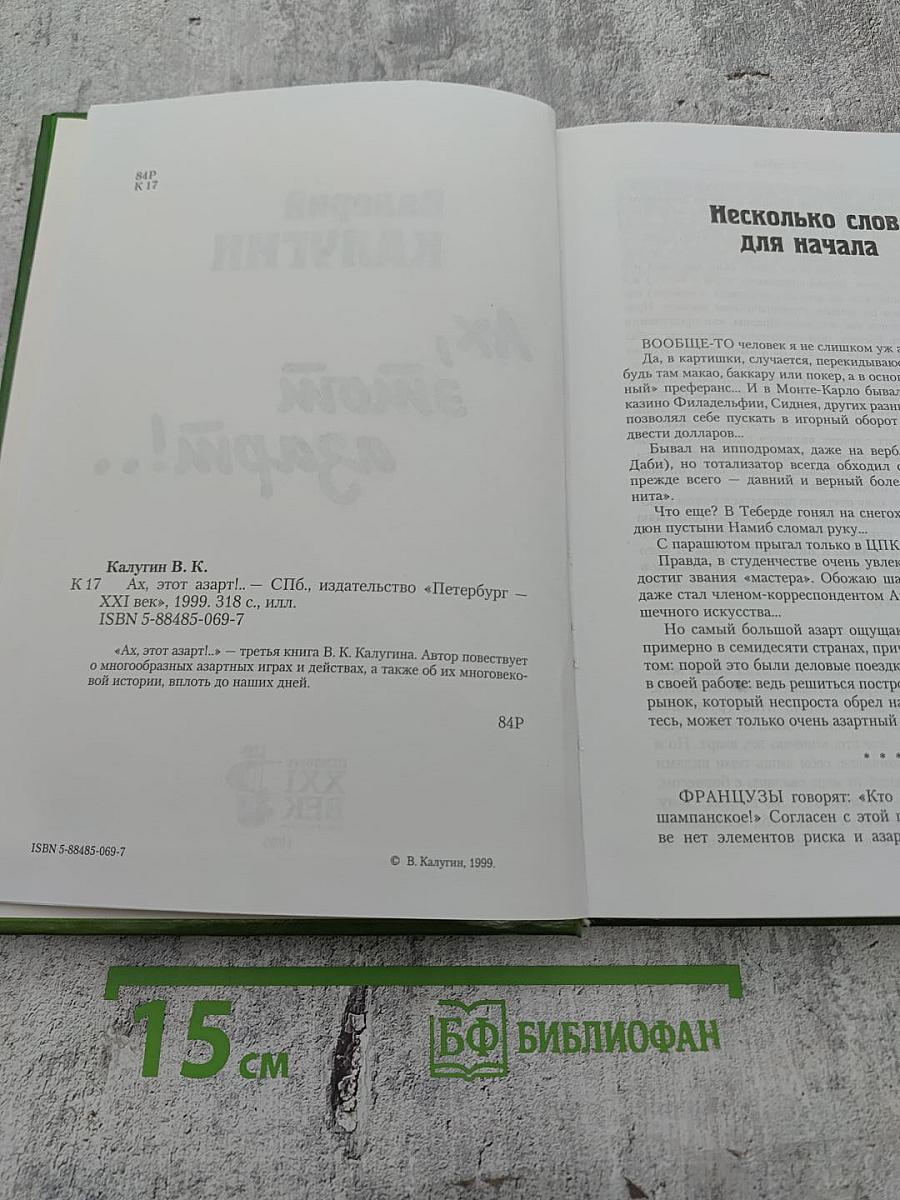 84Р
К 17
Калугин В. К.
К 17 Ах, этот азарт!.. — СПб., издательство «Петербург —
XXI век», 1999. 318 с., илл.
ISBN 5-88485-069-7
«Ах, этот азарт!..» — третья книга В. К. Калугина. Автор повествует
о многообразных азартных играх и действах, а также об их многовеко-
вой истории, вплоть до наших дней.
84Р
ISBN 5-88485-069-7
© В. Калугин, 1999.
Несколько слов
для начала
ВООБЩЕ-ТО человек я не слишком уж а
Да, в картишки, случается, перекидываюс
будь там макао, баккару или покер, а в основ
ный» преферанс... И в Монте-Карло бывал
казино Филадельфии, Сиднея, других разны
позволял себе пускать в игорный оборот
двести долларов...
Бывал на ипподромах, даже на верб
Даби), но тотализатор всегда обходил с
прежде всего — давний и верный боле
нита».
Что еще? В Теберде гонял на снегох
дюн пустыни Намиб сломал руку...
С парашютом прыгал только в ЦПК
Правда, в студенчестве очень увлек
достиг звания «мастера». Обожаю ша
даже стал членом-корреспондентом А
шечного искусства...
Но самый большой азарт ощущаю
примерно в семидесяти странах, прич
том: порой это были деловые поездк
в своей работе: ведь решиться постро
рынок, который неспроста обрел на
тесь, может только очень азартный
* * *
ФРАНЦУЗЫ говорят: «Кто
шампанское!» Согласен с этой п
ве нет элементов риска и азар
15 см
БФ БИБЛИОФАН